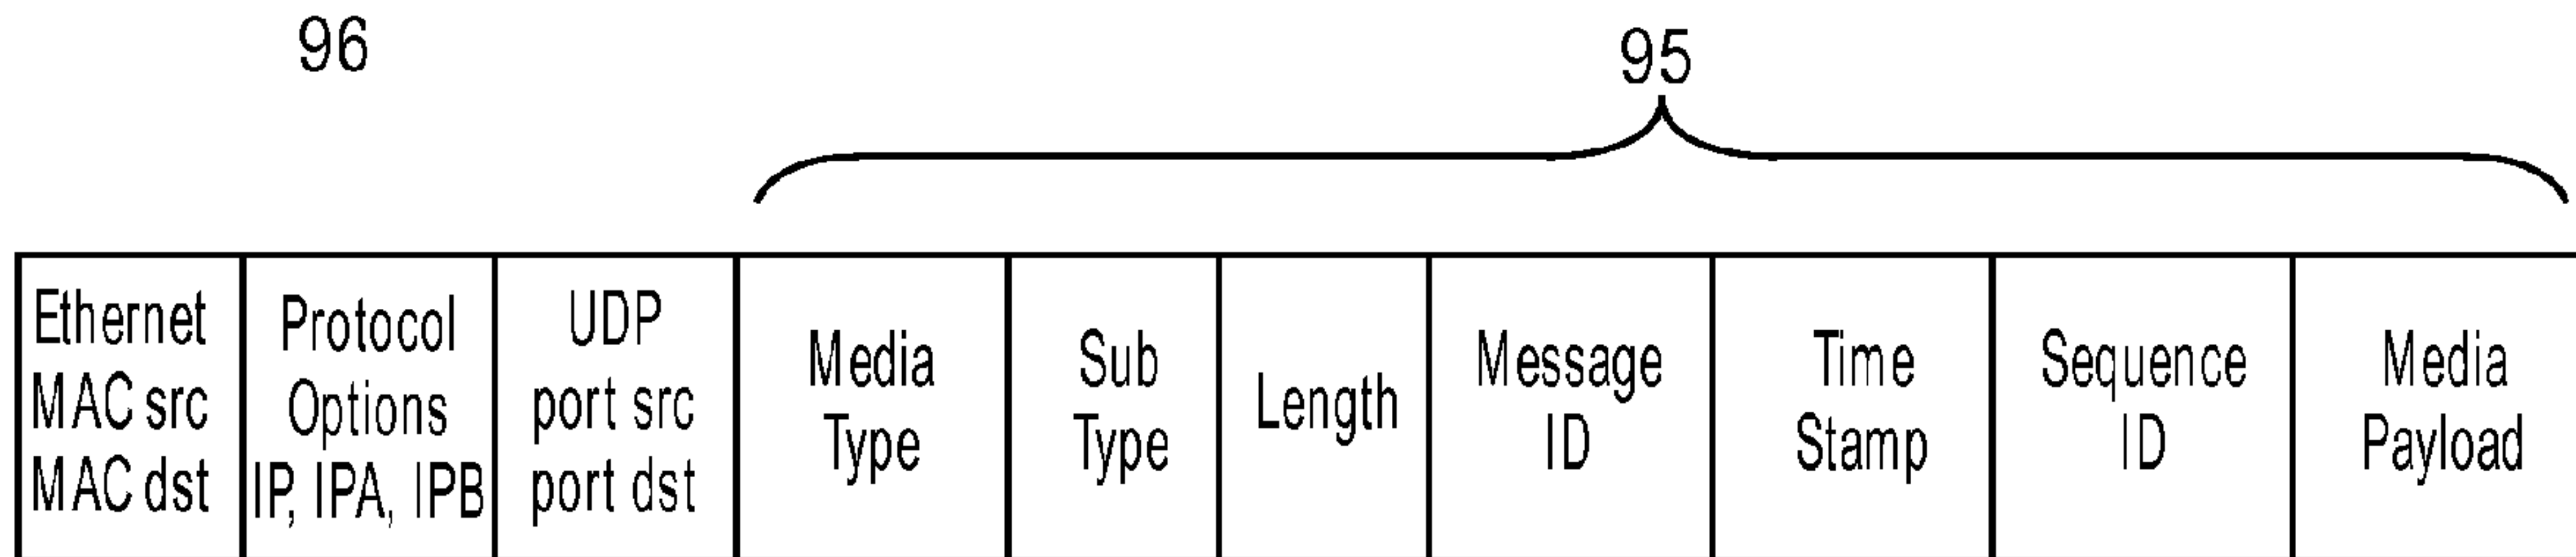 96
95
Ethernet
MAC src
MAC dst
Protocol
Options
IP, IPA, IPB
UDP
port src
port dst
Media
Type
Sub
Type
Length
Message
ID
Time
Stamp
Sequence
ID
Media
Payload